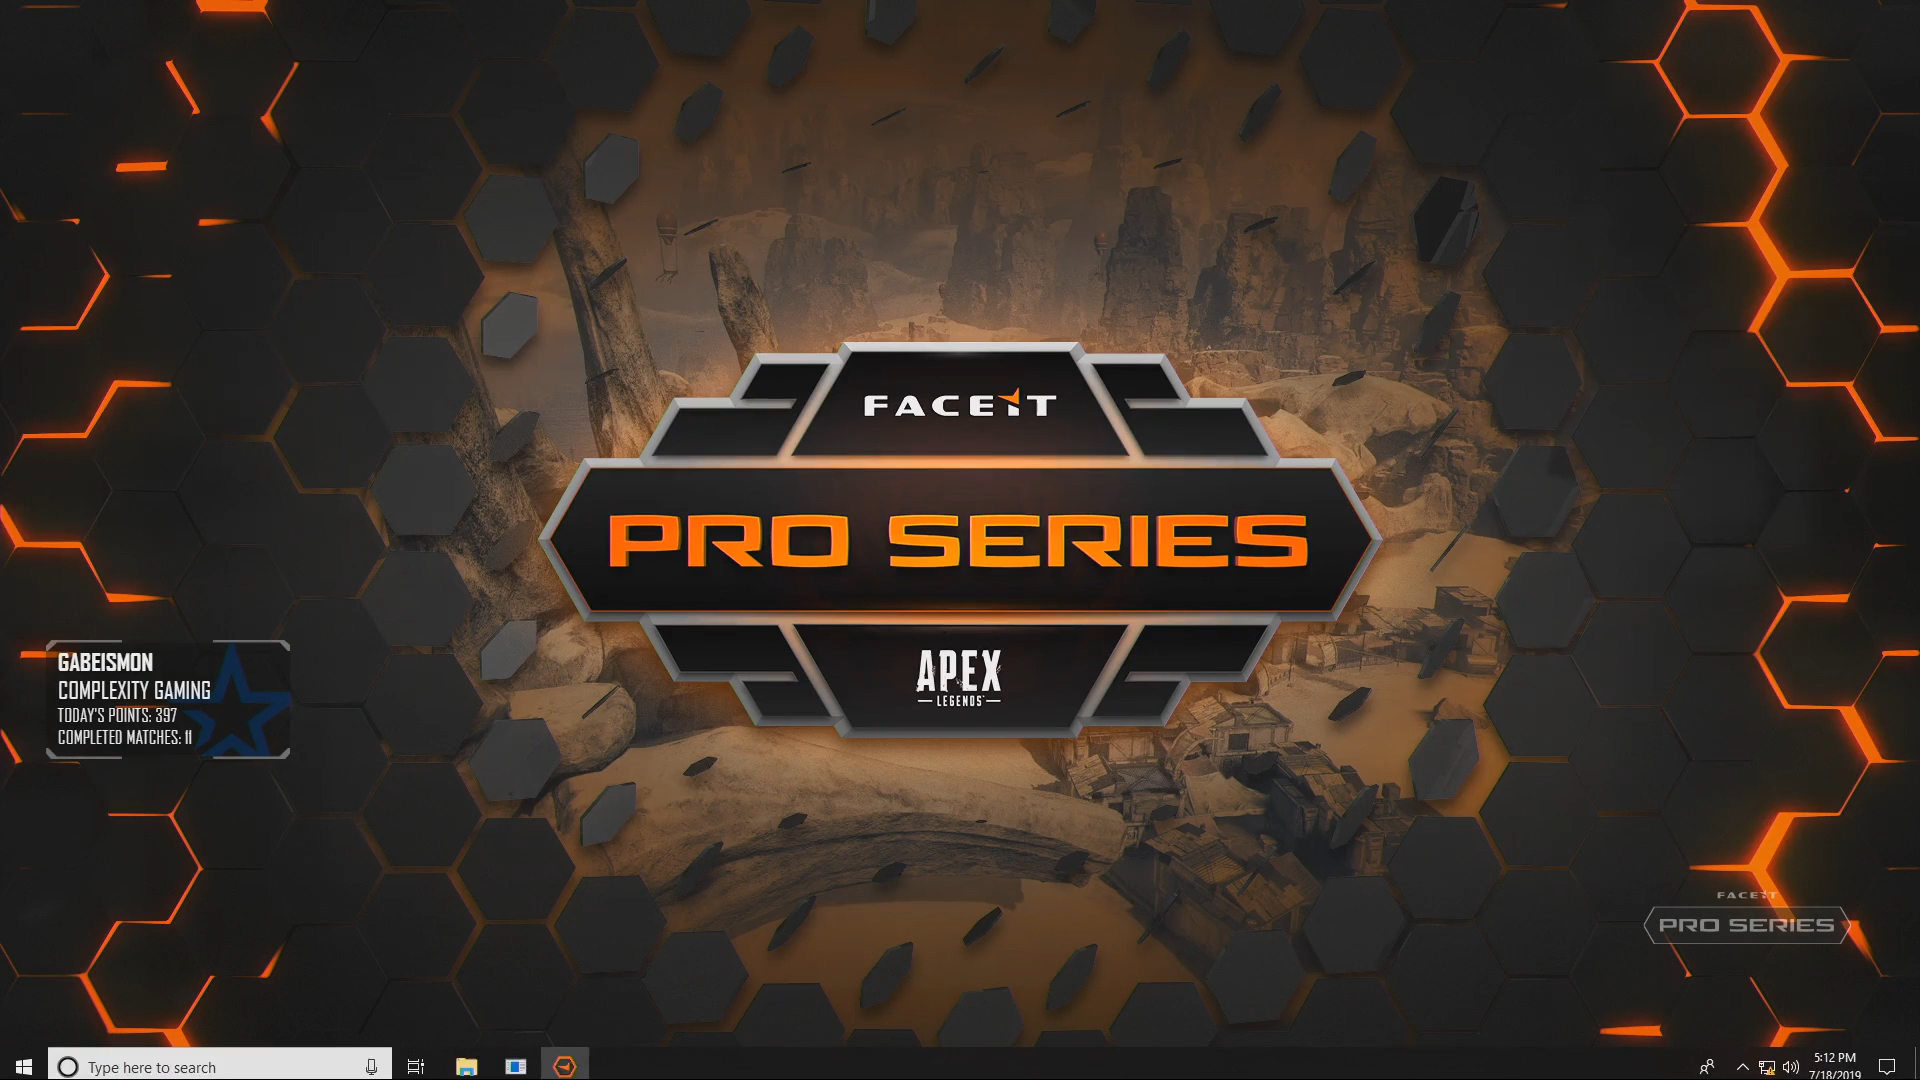 FACEIT
PRO SERIES
APEX
LEGENDS
GABEISMON
COMPLEXITY GAMING
TODAY'S POINTS: 397
COMPLETED MATCHES: 11
FACEIT
PRO SERIES
Type here to search
5:12 PM
7/18/2019